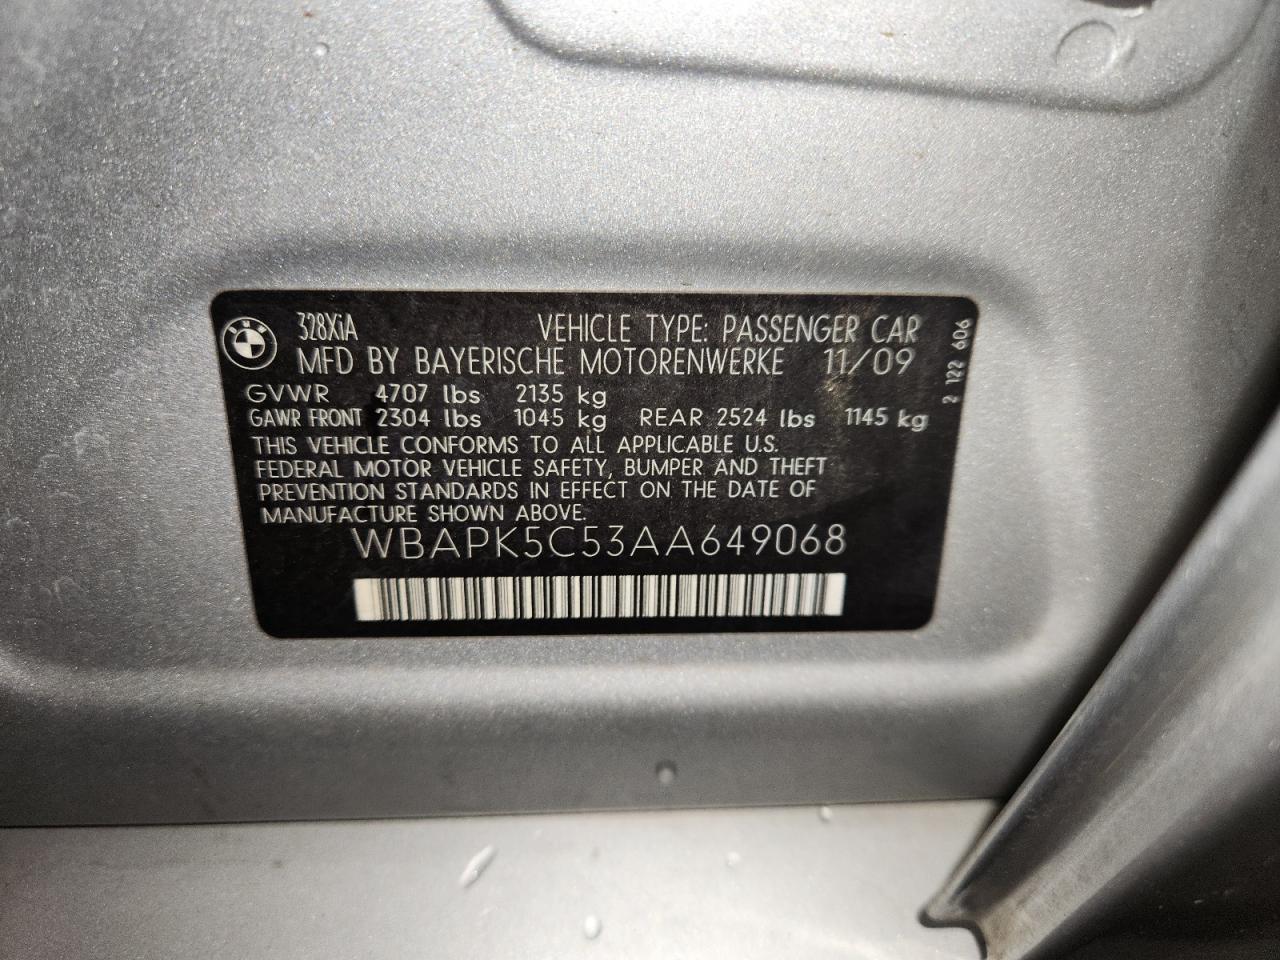 328XiA VEHICLE TYPE: PASSENGER CAR
MFD BY BAYERISCHE MOTORENWERKE 11/09
GVWR 4707 lbs 2135 kg
GAWR FRONT 2304 lbs 1045 kg REAR 2524 lbs 1145 kg
THIS VEHICLE CONFORMS TO ALL APPLICABLE U.S.
FEDERAL MOTOR VEHICLE SAFETY, BUMPER AND THEFT
PREVENTION STANDARDS IN EFFECT ON THE DATE OF
MANUFACTURE SHOWN ABOVE.
WBAPK5C53AA649068
2 122 606